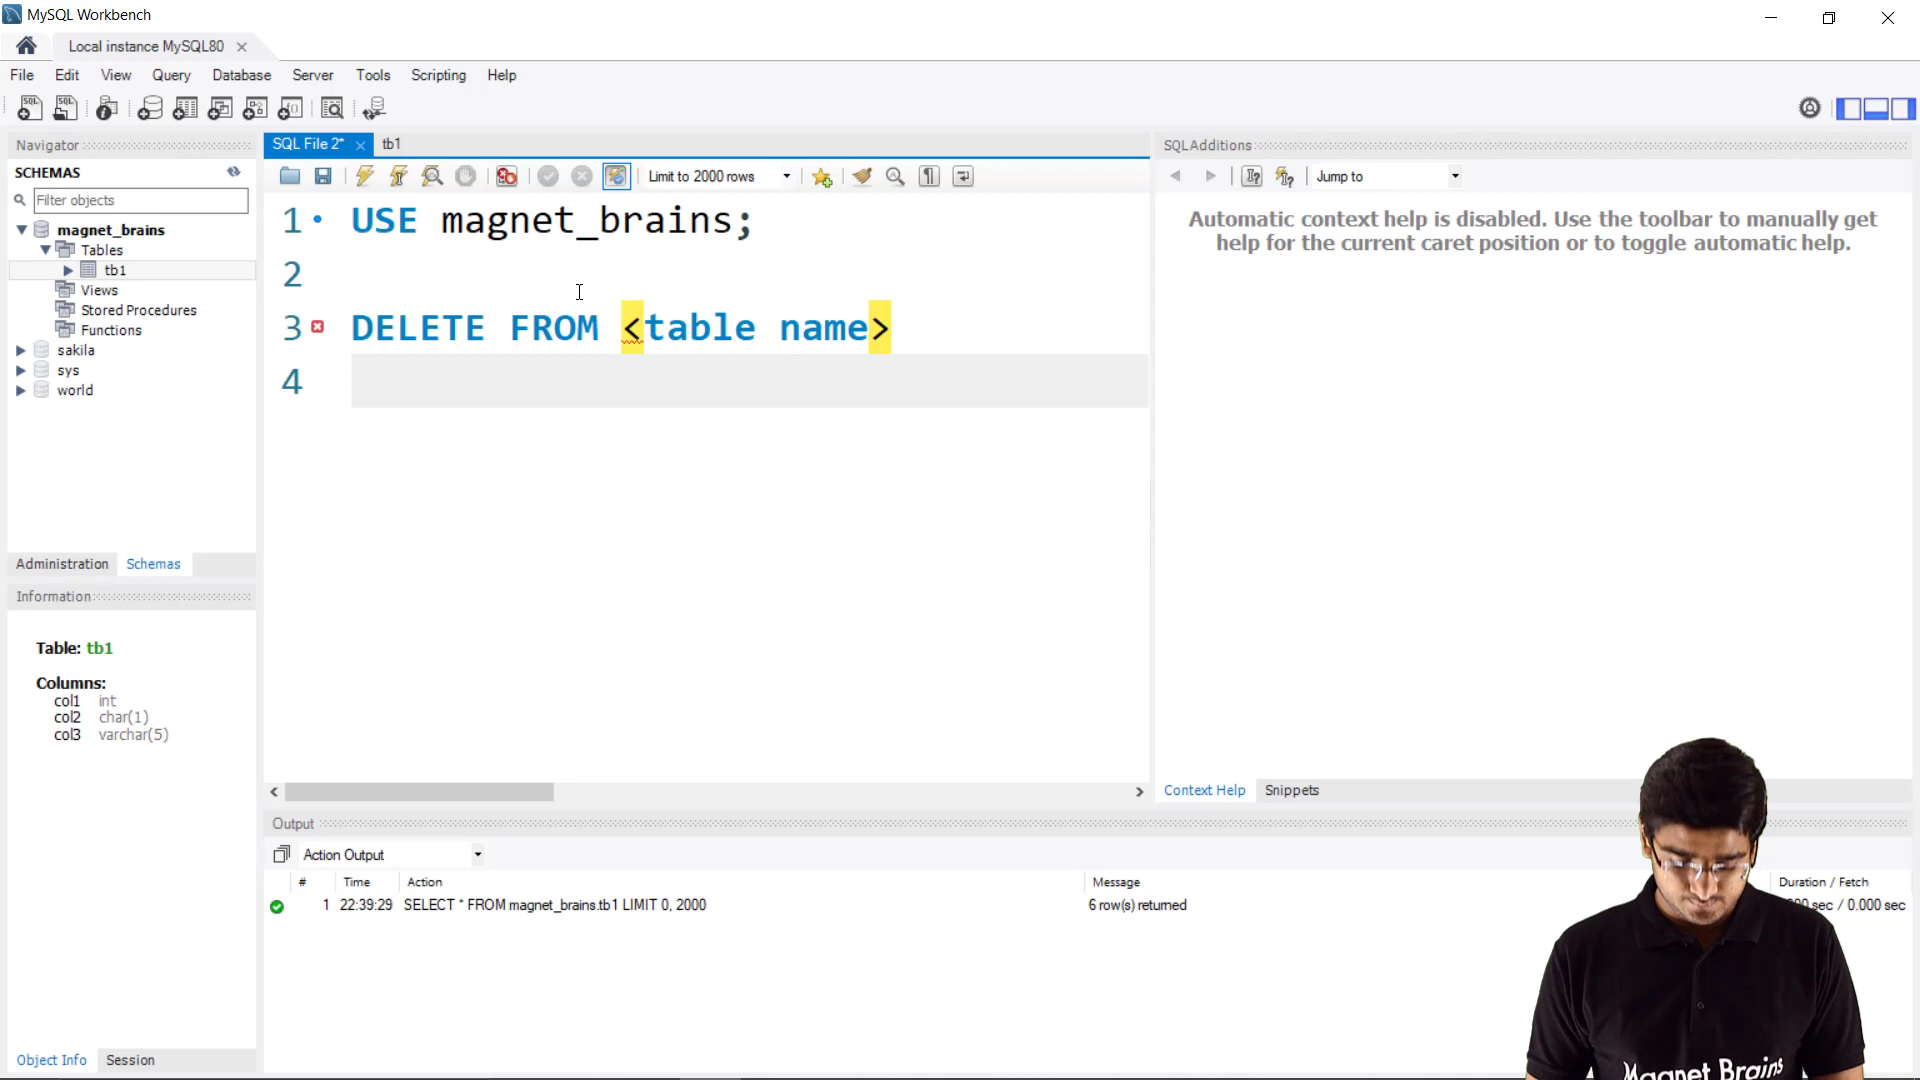 MySQL Workbench
Local instance MySQL80
File Edit View Query Database Server Tools Scripting Help
Navigator
SCHEMAS
Filter objects
magnet_brains
Tables
tb1
Views
Stored Procedures
Functions
sakila
sys
world
Administration Schemas
Information
Table: tb1
Columns:
col1 int
col2 char(1)
col3 varchar(5)
Object Info Session
SQL File 2* tb1
Limit to 2000 rows
1 USE magnet_brains;
2
3 DELETE FROM <table name>
4
SQLAdditions
Jump to
Automatic context help is disabled. Use the toolbar to manually get
help for the current caret position or to toggle automatic help.
Context Help Snippets
Output
Action Output
# Time Action Message Duration / Fetch
1 22:39:29 SELECT * FROM magnet_brains.tb1 LIMIT 0, 2000 6 row(s) returned sec / 0.000 sec
Magnet Brains